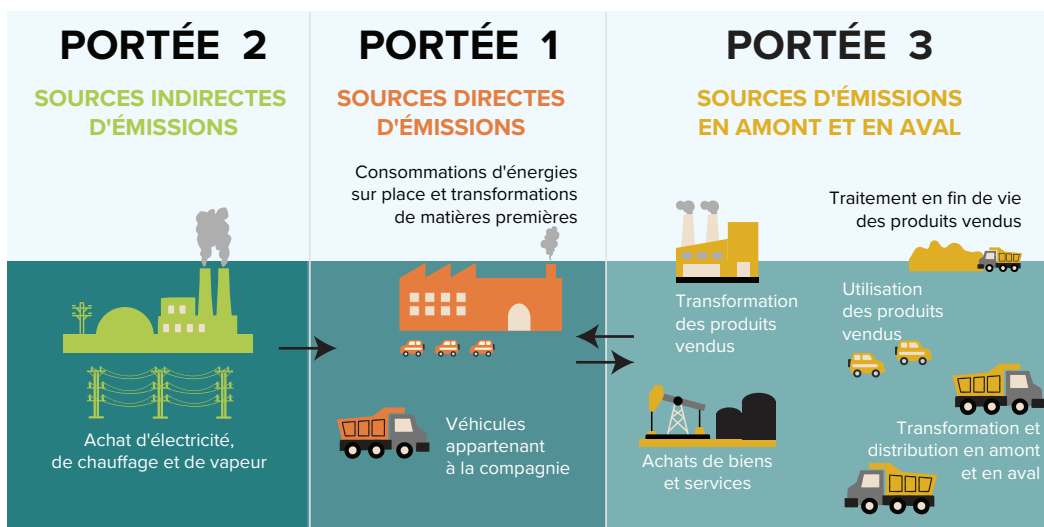 PORTÉE 2
SOURCES INDIRECTES
D'ÉMISSIONS
Achat d'électricité,
de chauffage et de vapeur
PORTÉE 1
SOURCES DIRECTES
D'ÉMISSIONS
Consommations d'énergies
sur place et transformations
de matières premières
Véhicules
appartenant
à la compagnie
PORTÉE 3
SOURCES D'ÉMISSIONS
EN AMONT ET EN AVAL
Transformation
des produits
vendus
Traitement en fin de vie
des produits vendus
Utilisation
des produits
vendus
Achats de biens
et services
Transformation et
distribution en amont
et en aval